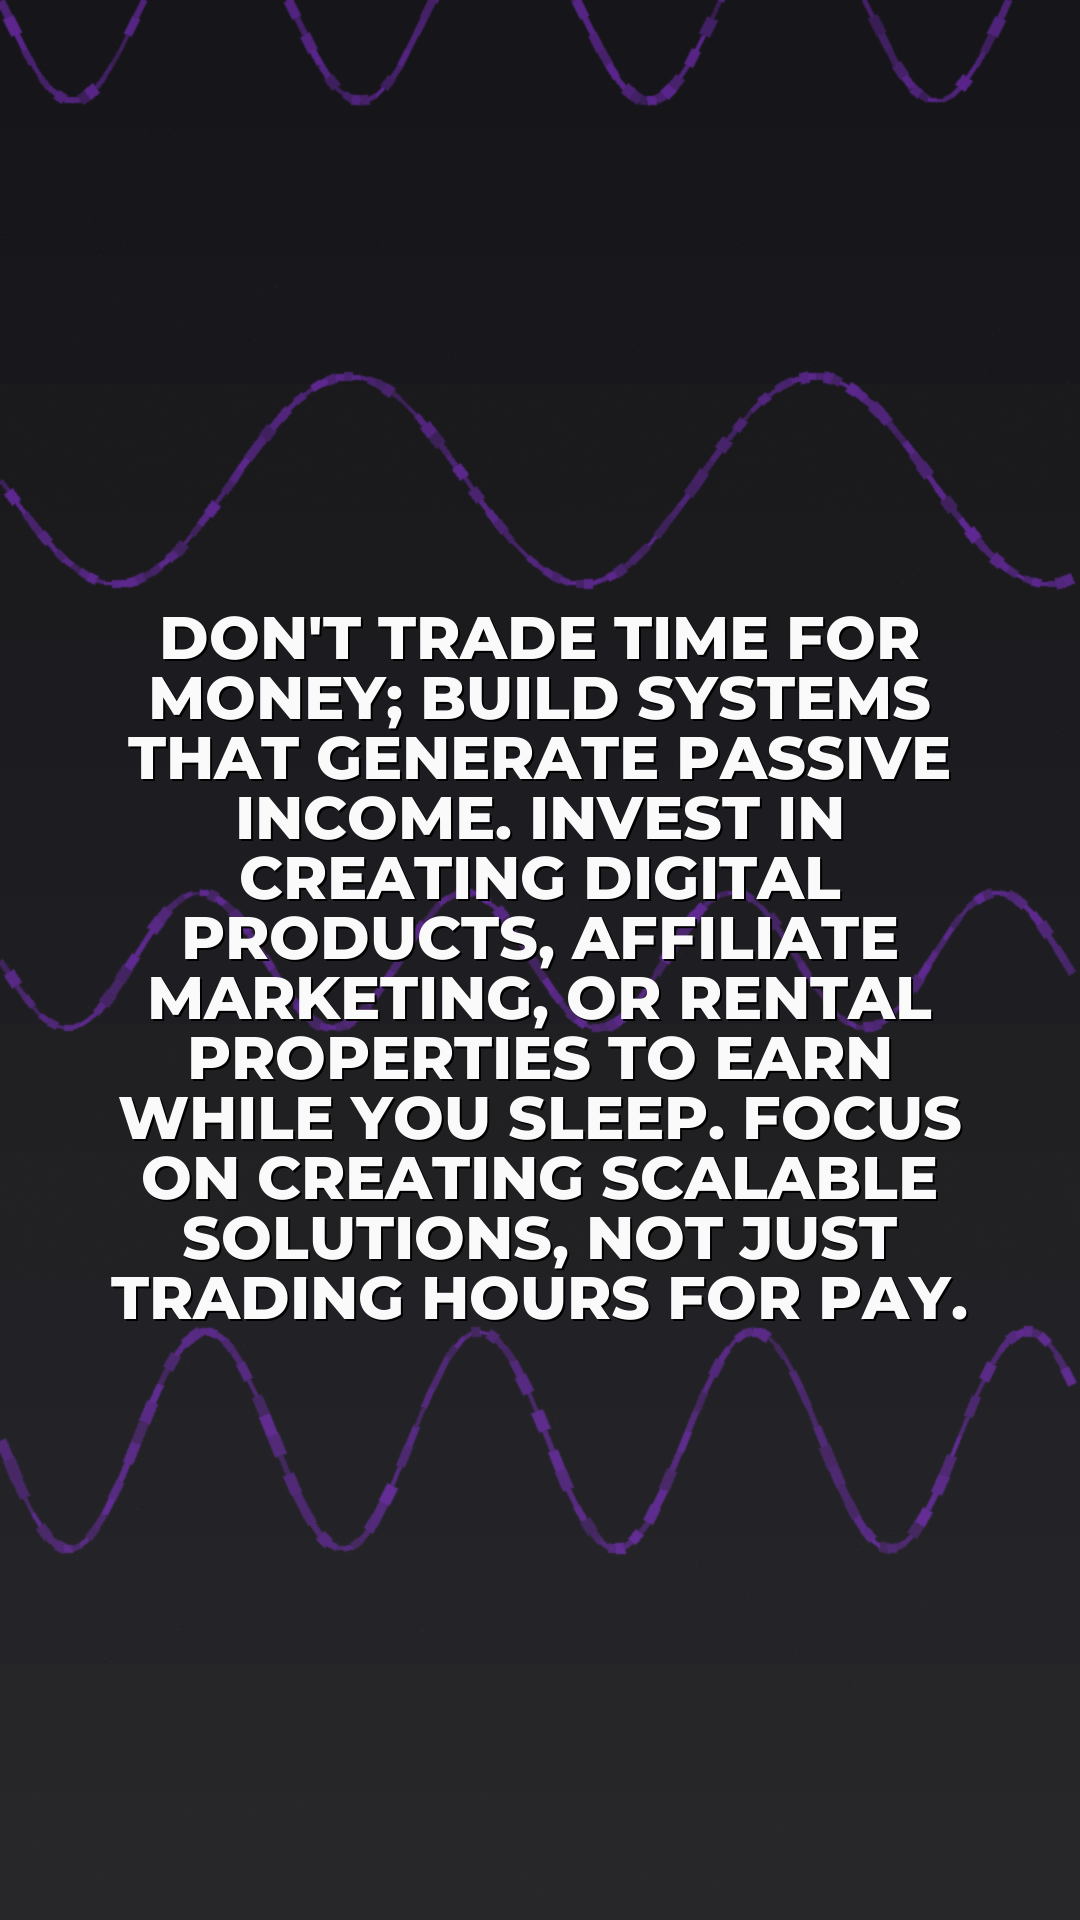 DON'T TRADE TIME FOR
MONEY; BUILD SYSTEMS
THAT GENERATE PASSIVE
INCOME. INVEST IN
CREATING DIGITAL
PRODUCTS, AFFILIATE
MARKETING, OR RENTAL
PROPERTIES TO EARN
WHILE YOU SLEEP. FOCUS
ON CREATING SCALABLE
SOLUTIONS, NOT JUST
TRADING HOURS FOR PAY.